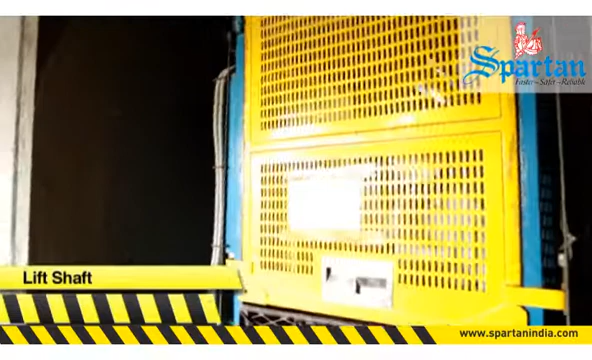 Spartan
Faster - Safer - Reliable
Lift Shaft
www.spartanindia.com